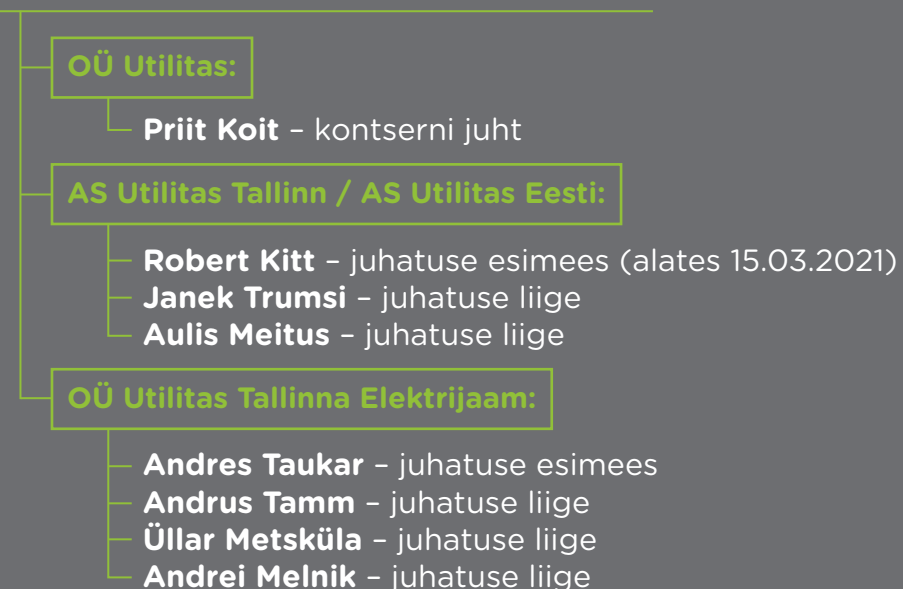 OÜ Utilitas:
Priit Koit – kontserni juht
AS Utilitas Tallinn / AS Utilitas Eesti:
Robert Kitt – juhatuse esimees (alates 15.03.2021)
Janek Trumsi – juhatuse liige
Aulis Meitus – juhatuse liige
OÜ Utilitas Tallinna Elektrijaam:
Andres Taukar – juhatuse esimees
Andrus Tamm – juhatuse liige
Üllar Metsküla – juhatuse liige
Andrei Melnik – juhatuse liige